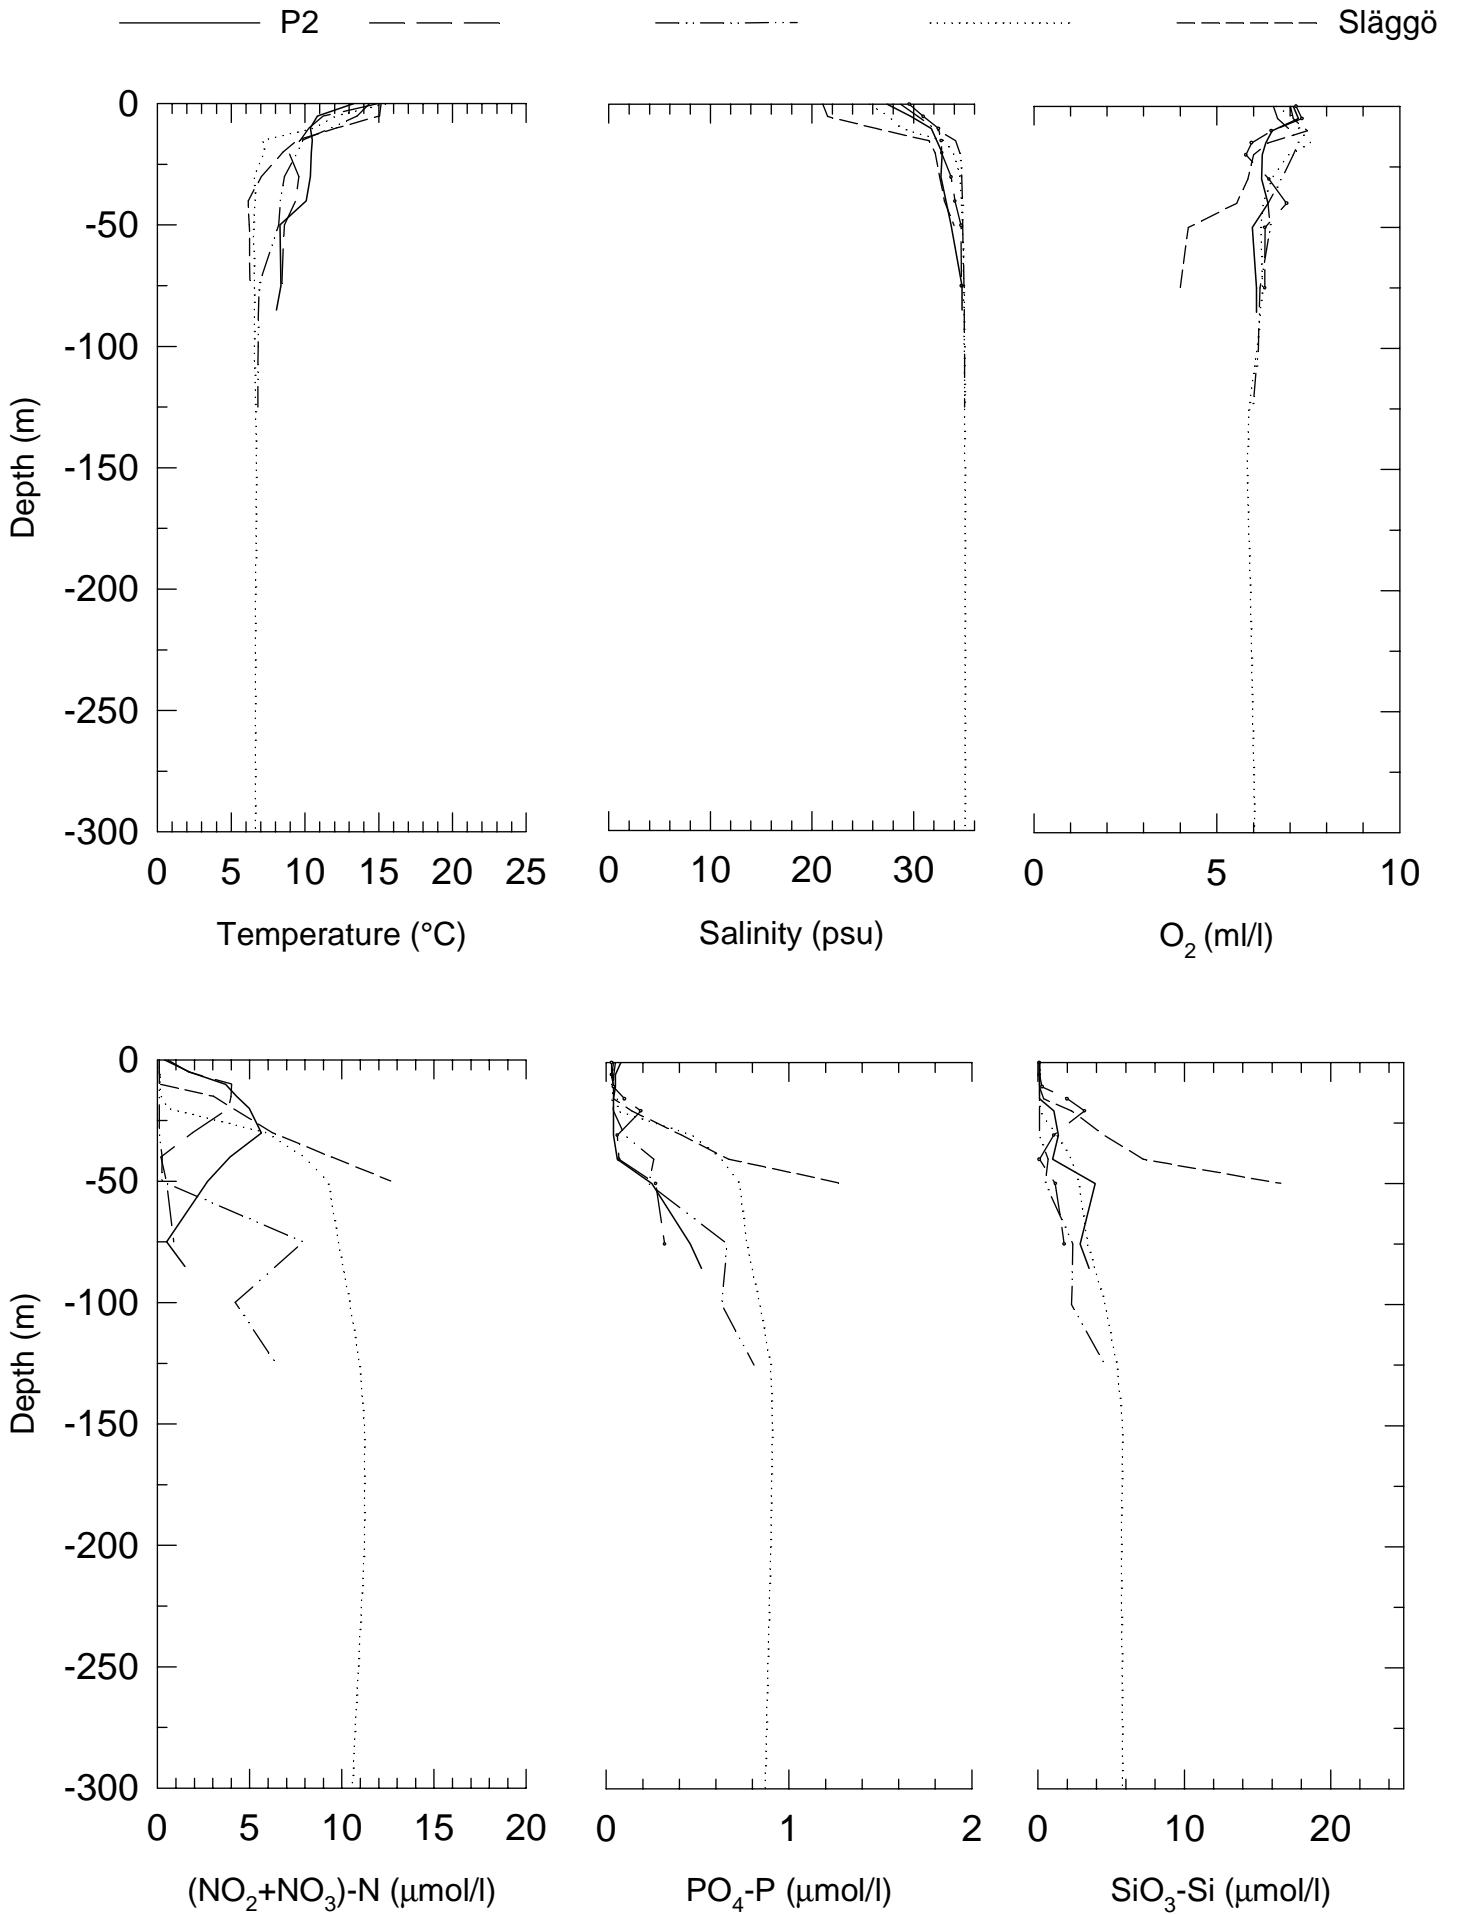 P2 Släggö
0
-50
-100
-150
-200
-250
-300
Depth (m)
0 5 10 15 20 25
Temperature (°C)
0 10 20 30
Salinity (psu)
0 5 10
O2 (ml/l)
0
-50
-100
-150
-200
-250
-300
Depth (m)
0 5 10 15 20
(NO2+NO3)-N (μmol/l)
0 1 2
PO4-P (μmol/l)
0 10 20
SiO3-Si (μmol/l)